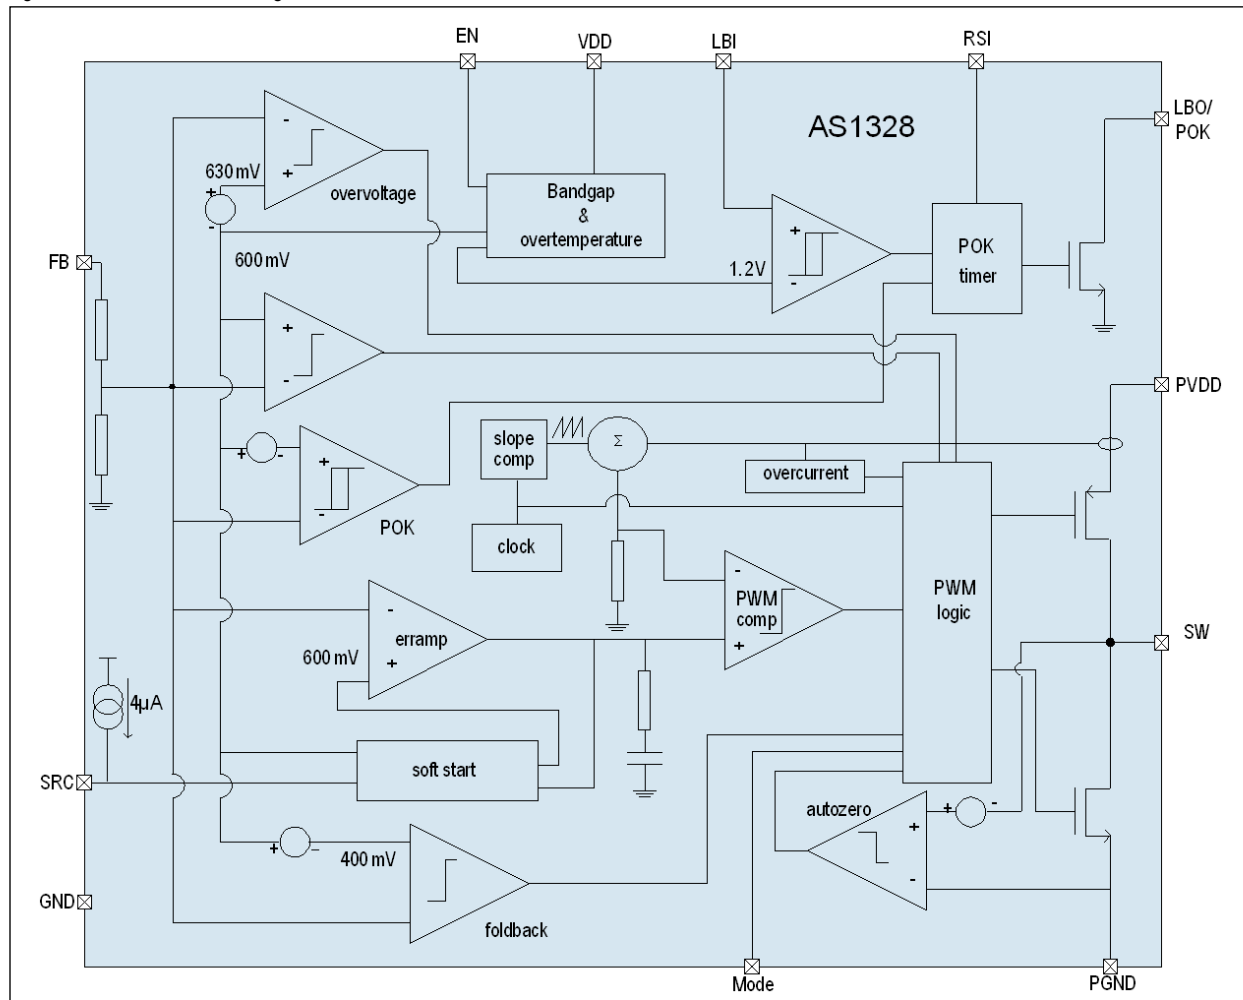 EN
VDD
LBI
RSI
AS1328
LBO/
POK
-
630 mV
+
overvoltage
+
-
Bandgap
&
overtemperature
+
1.2V
-
POK
timer
FB
600 mV
+
-
PVDD
+
-
+
-
POK
slope
comp
Σ
overcurrent
clock
-
PWM
comp
+
PWM
logic
-
erramp
600 mV
+
SW
4µA
soft start
SRC
autozero
+
+
-
-
+
-
400 mV
foldback
GND
Mode
PGND